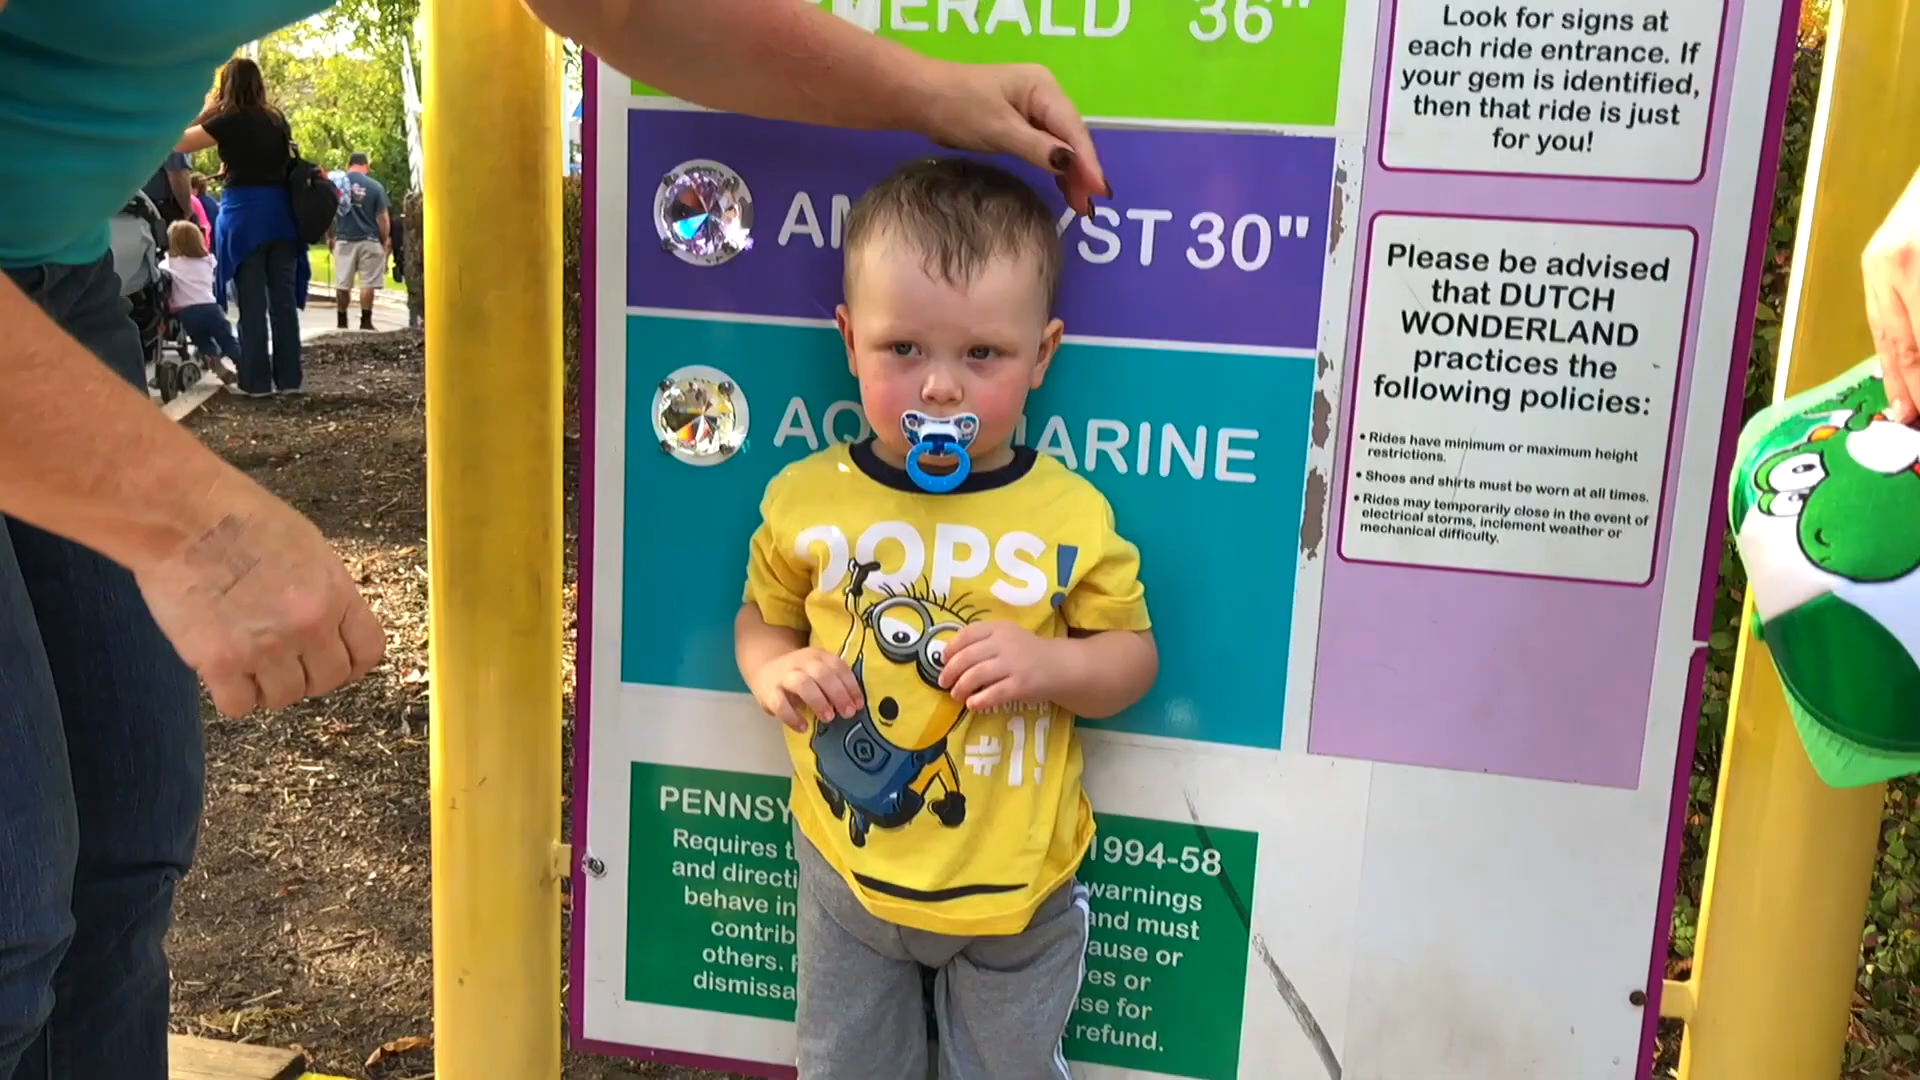 EMERALD 36"
AM YST 30"
AQ MARINE
Look for signs at
each ride entrance. If
your gem is identified,
then that ride is just
for you!
Please be advised
that DUTCH
WONDERLAND
practices the
following policies:
• Rides have minimum or maximum height
restrictions.
• Shoes and shirts must be worn at all times.
• Rides may temporarily close in the event of
electrical storms, inclement weather or
mechanical difficulty.
OOPS!
#1!
PENNSY 1994-58
Requires warnings
and directi and must
behave in ause or
contrib es or
others. se for
dismissa refund.